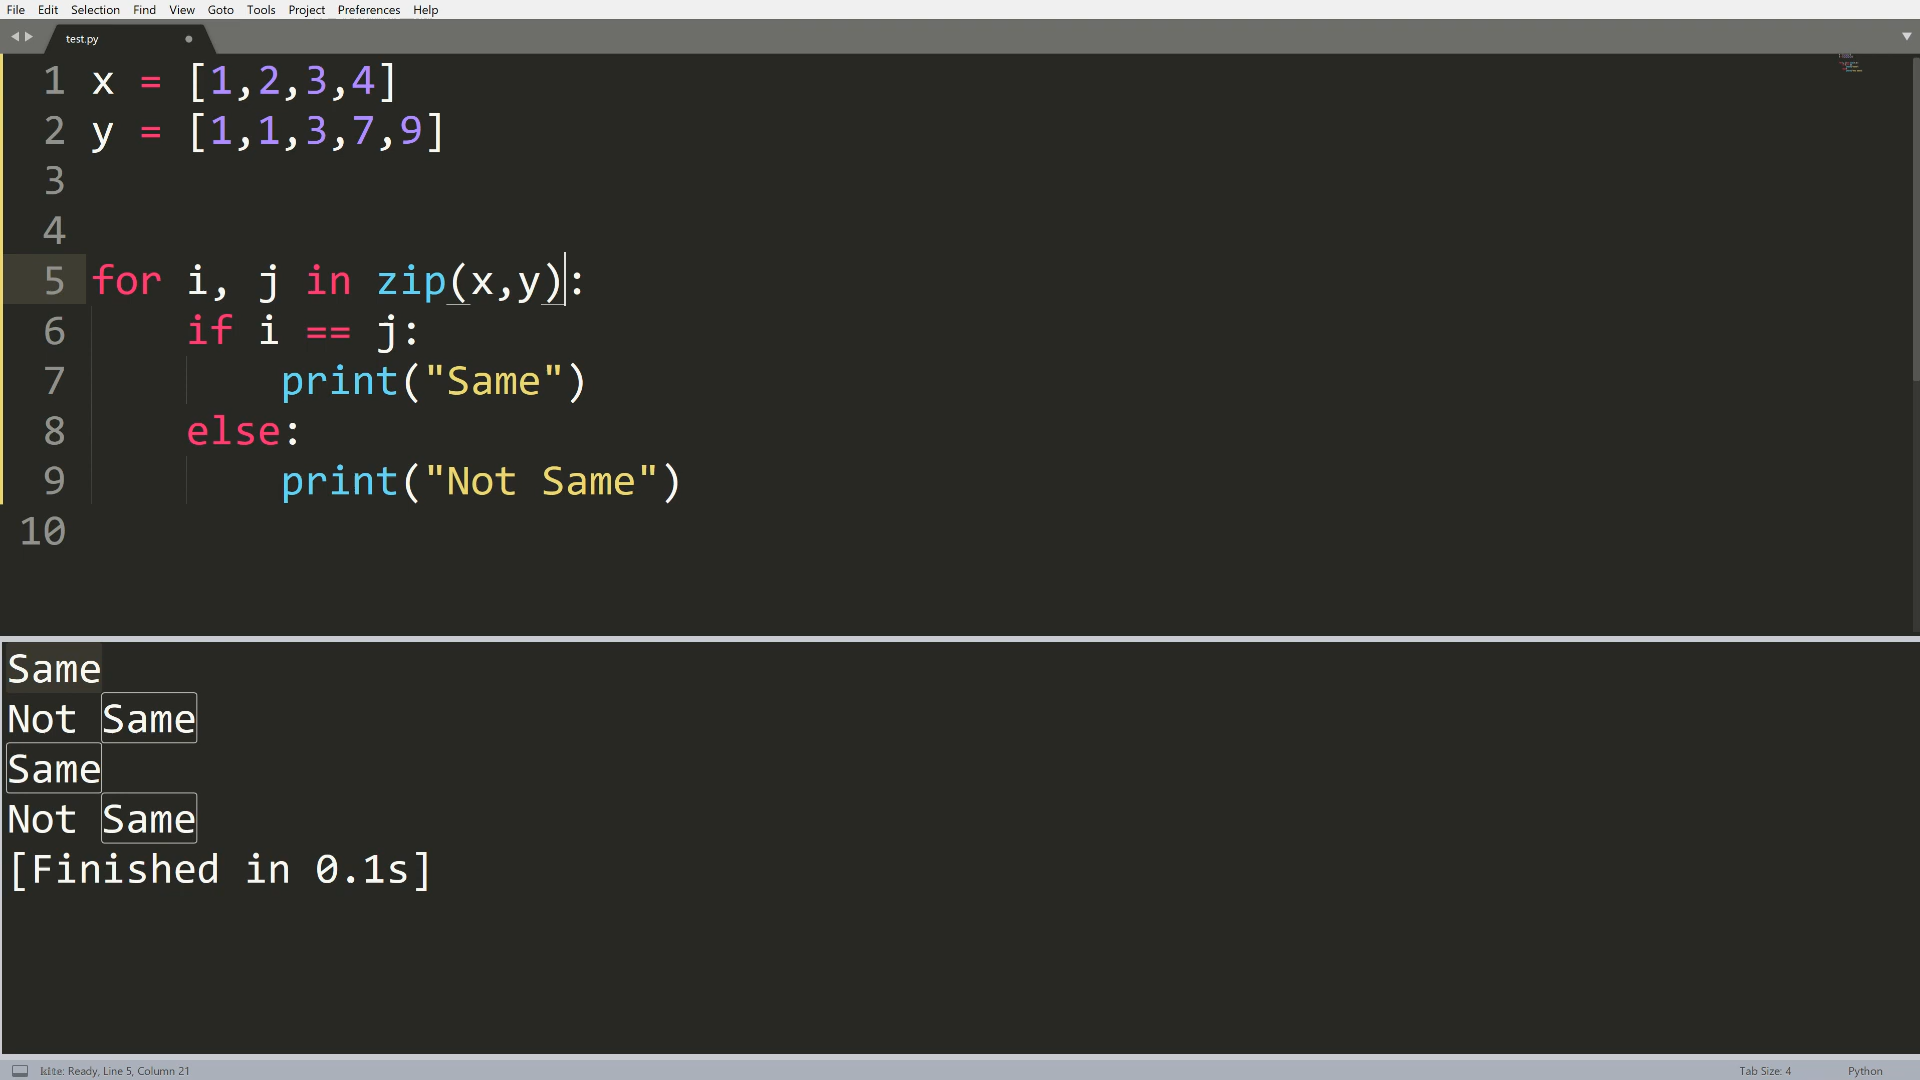 File Edit Selection Find View Goto Tools Project Preferences Help
test.py
1 x = [1,2,3,4]
2 y = [1,1,3,7,9]
3
4
5 for i, j in zip(x,y):
6     if i == j:
7         print("Same")
8     else:
9         print("Not Same")
10
Same
Not Same
Same
Not Same
[Finished in 0.1s]
Ready, Line 5, Column 21
Tab Size: 4
Python